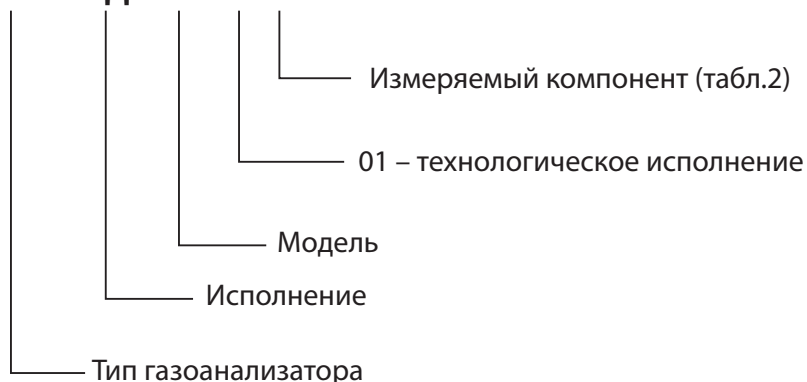 Измеряемый компонент (табл.2)
01 – технологическое исполнение
Модель
Исполнение
Тип газоанализатора